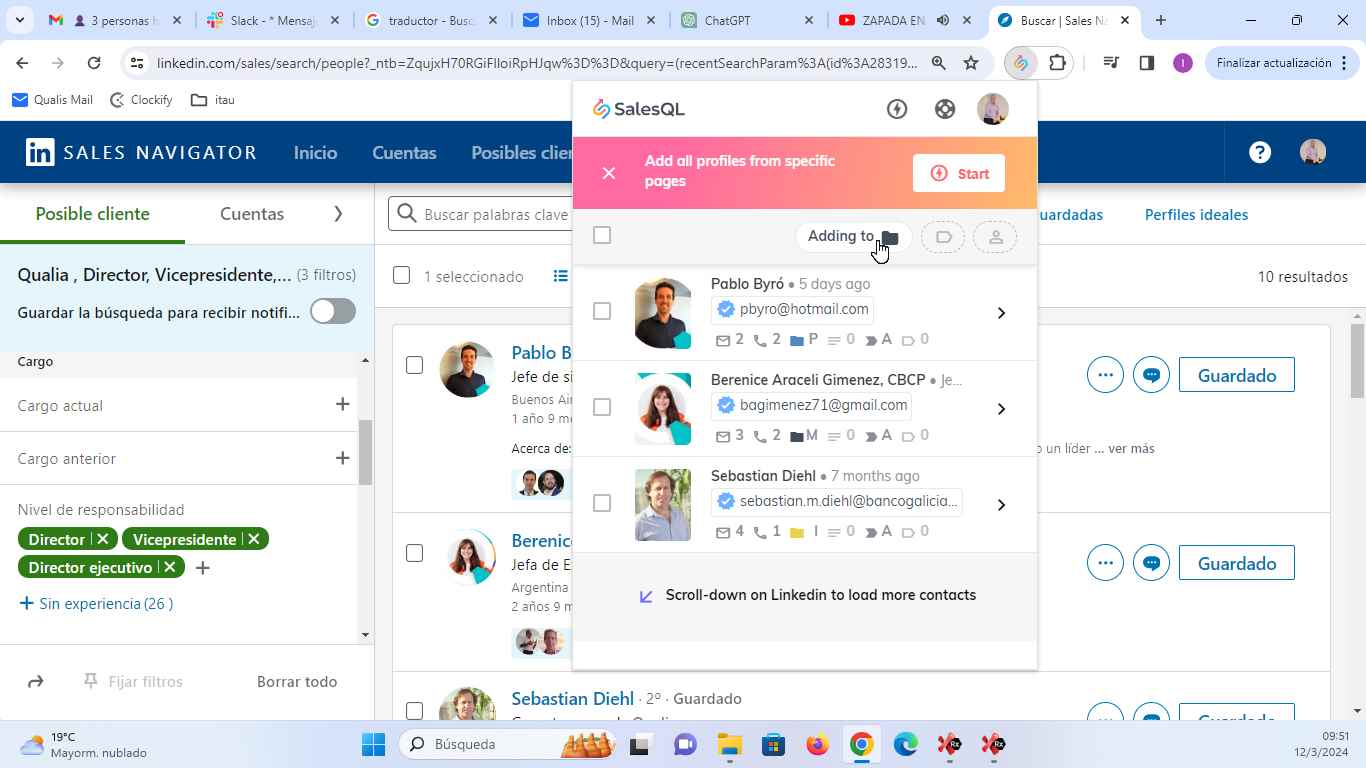 3 personas h
Slack - * Mensaj
traductor - Busc
Inbox (15) - Mail
ChatGPT
ZAPADA EN
Buscar | Sales Na
linkedin.com/sales/search/people?_ntb=ZqujxH70RGiFlIoiRpHJqw%3D%3D&query=(recentSearchParam%3A(id%3A28319...
I
Finalizar actualización
Qualis Mail
Clockify
itau
in SALES NAVIGATOR
Inicio
Cuentas
Posibles clien
SalesQL
Add all profiles from specific
pages
Start
Posible cliente
Cuentas
Buscar palabras clave
Adding to
uardadas
Perfiles ideales
Qualia , Director, Vicepresidente,... (3 filtros)
1 seleccionado
10 resultados
Guardar la búsqueda para recibir notifi...
Pablo Byró • 5 days ago
pbyro@hotmail.com
2 2 P 0 A 0
Cargo
Cargo actual
Cargo anterior
Pablo B
Jefe de si
Buenos Air
1 año 9 m
Acerca de:
o un líder ... ver más
Guardado
Berenice Araceli Gimenez, CBCP • Je...
bagimenez71@gmail.com
3 2 M 0 A 0
Sebastian Diehl • 7 months ago
sebastian.m.diehl@bancogalicia...
4 1 I 0 A 0
Nivel de responsabilidad
Director
Vicepresidente
Director ejecutivo
Sin experiencia (26 )
Berenice
Jefa de E
Argentina
2 años 9 m
Guardado
Scroll-down on Linkedin to load more contacts
Fijar filtros
Borrar todo
Sebastian Diehl · 2º · Guardado
Guardado
19°C
Mayorm. nublado
Búsqueda
Rx
Rx
09:51
12/3/2024